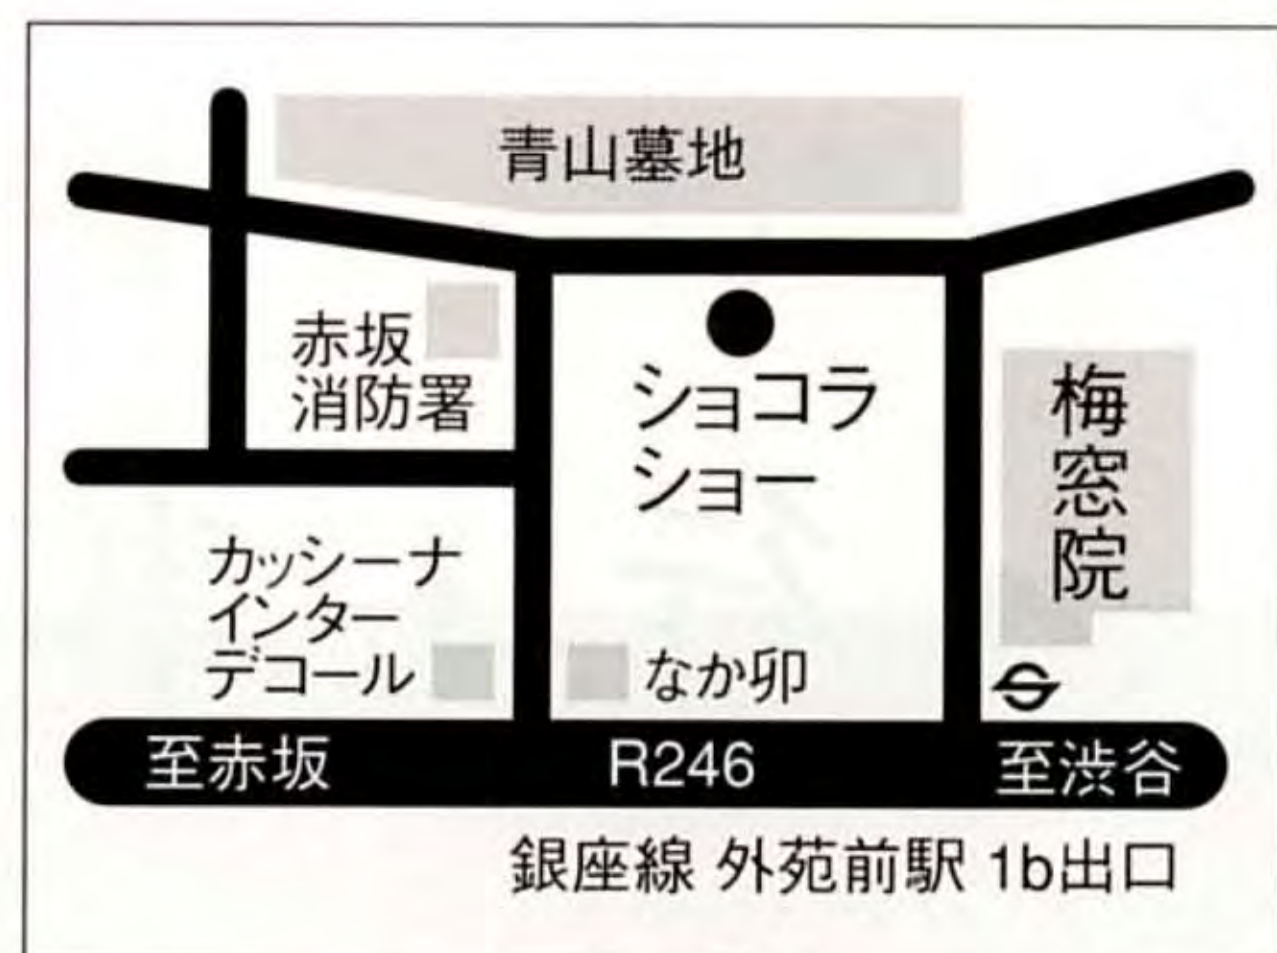 青山墓地
赤坂
消防署
ショコラ
ショー
梅窓院
カッシーナ
インター
デコール
なか卯
至赤坂
R246
至渋谷
銀座線 外苑前駅 1b出口